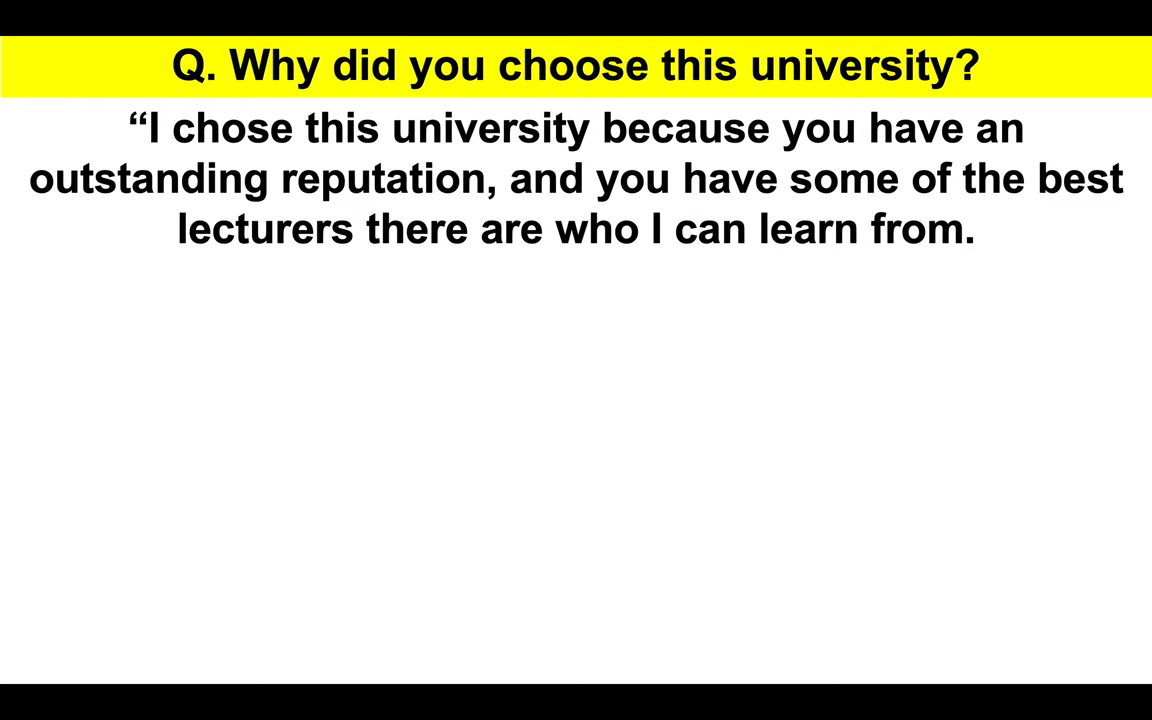 Q. Why did you choose this university?
“I chose this university because you have an
outstanding reputation, and you have some of the best
lecturers there are who I can learn from.